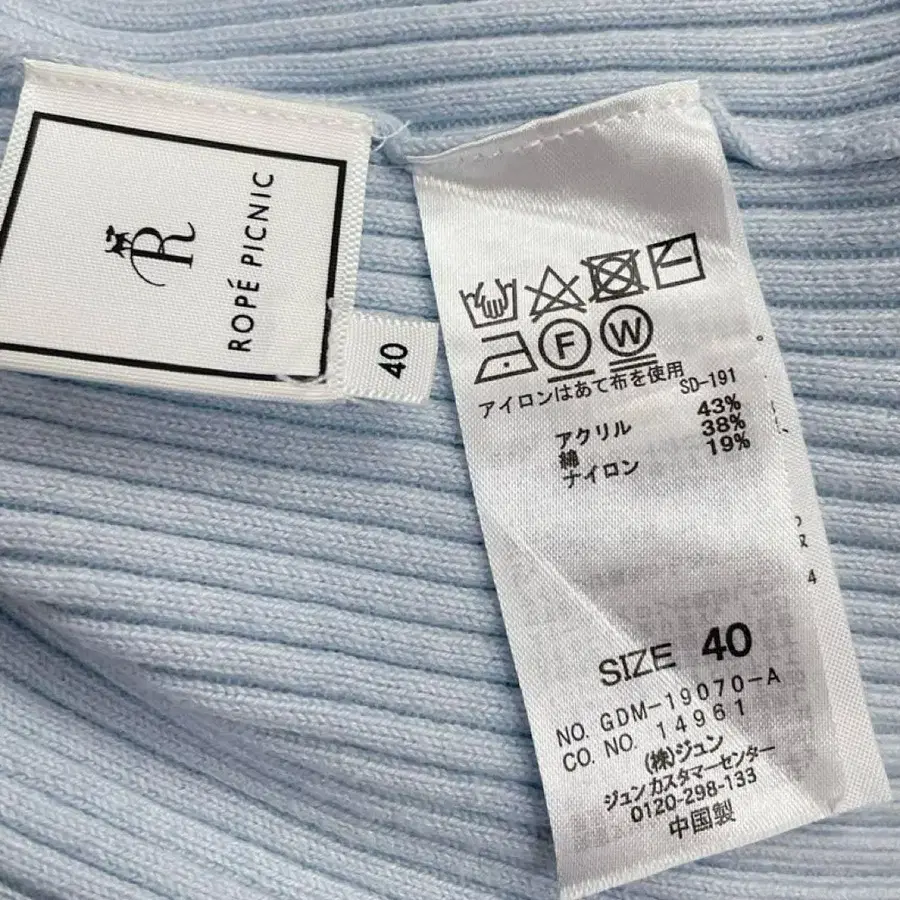 R
ROPÉ PICNIC
40
F
W
アイロンはあて布を使用
SD-191
アクリル 43%
綿 38%
ナイロン 19%
SIZE 40
NO. GDM-19070-A
CO. NO. 14961
(株)ジュン
ジュン カスタマーセンター
0120-298-133
中国製
4